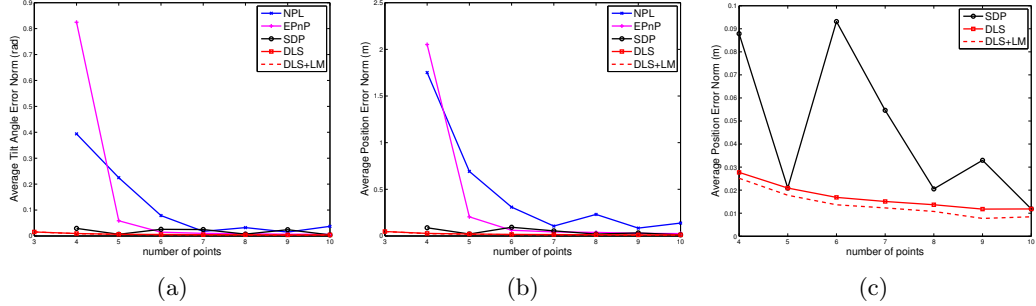 Average Tilt Angle Error Norm (rad)
0.9
0.8
0.7
0.6
0.5
0.4
0.3
0.2
0.1
0
3 4 5 6 7 8 9 10
number of points
NPL
EPnP
SDP
DLS
DLS+LM
(a)
Average Position Error Norm (m)
2.5
2
1.5
1
0.5
0
3 4 5 6 7 8 9 10
number of points
NPL
EPnP
SDP
DLS
DLS+LM
(b)
Average Position Error Norm (m)
0.1
0.09
0.08
0.07
0.06
0.05
0.04
0.03
0.02
0.01
0
4 5 6 7 8 9 10
number of points
SDP
DLS
DLS+LM
(c)